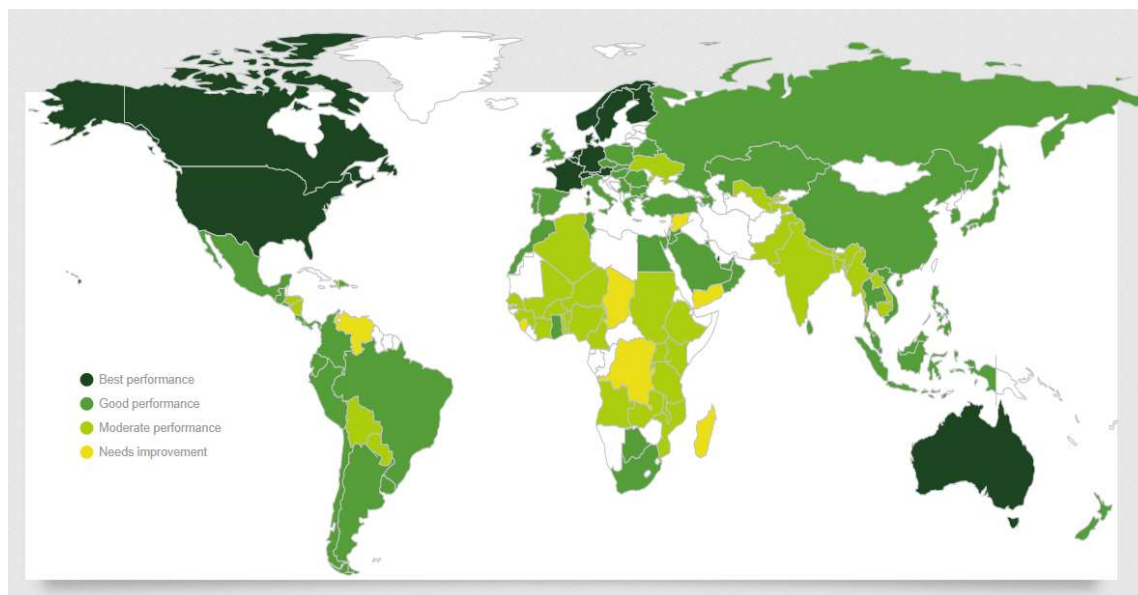 Best performance
Good performance
Moderate performance
Needs improvement